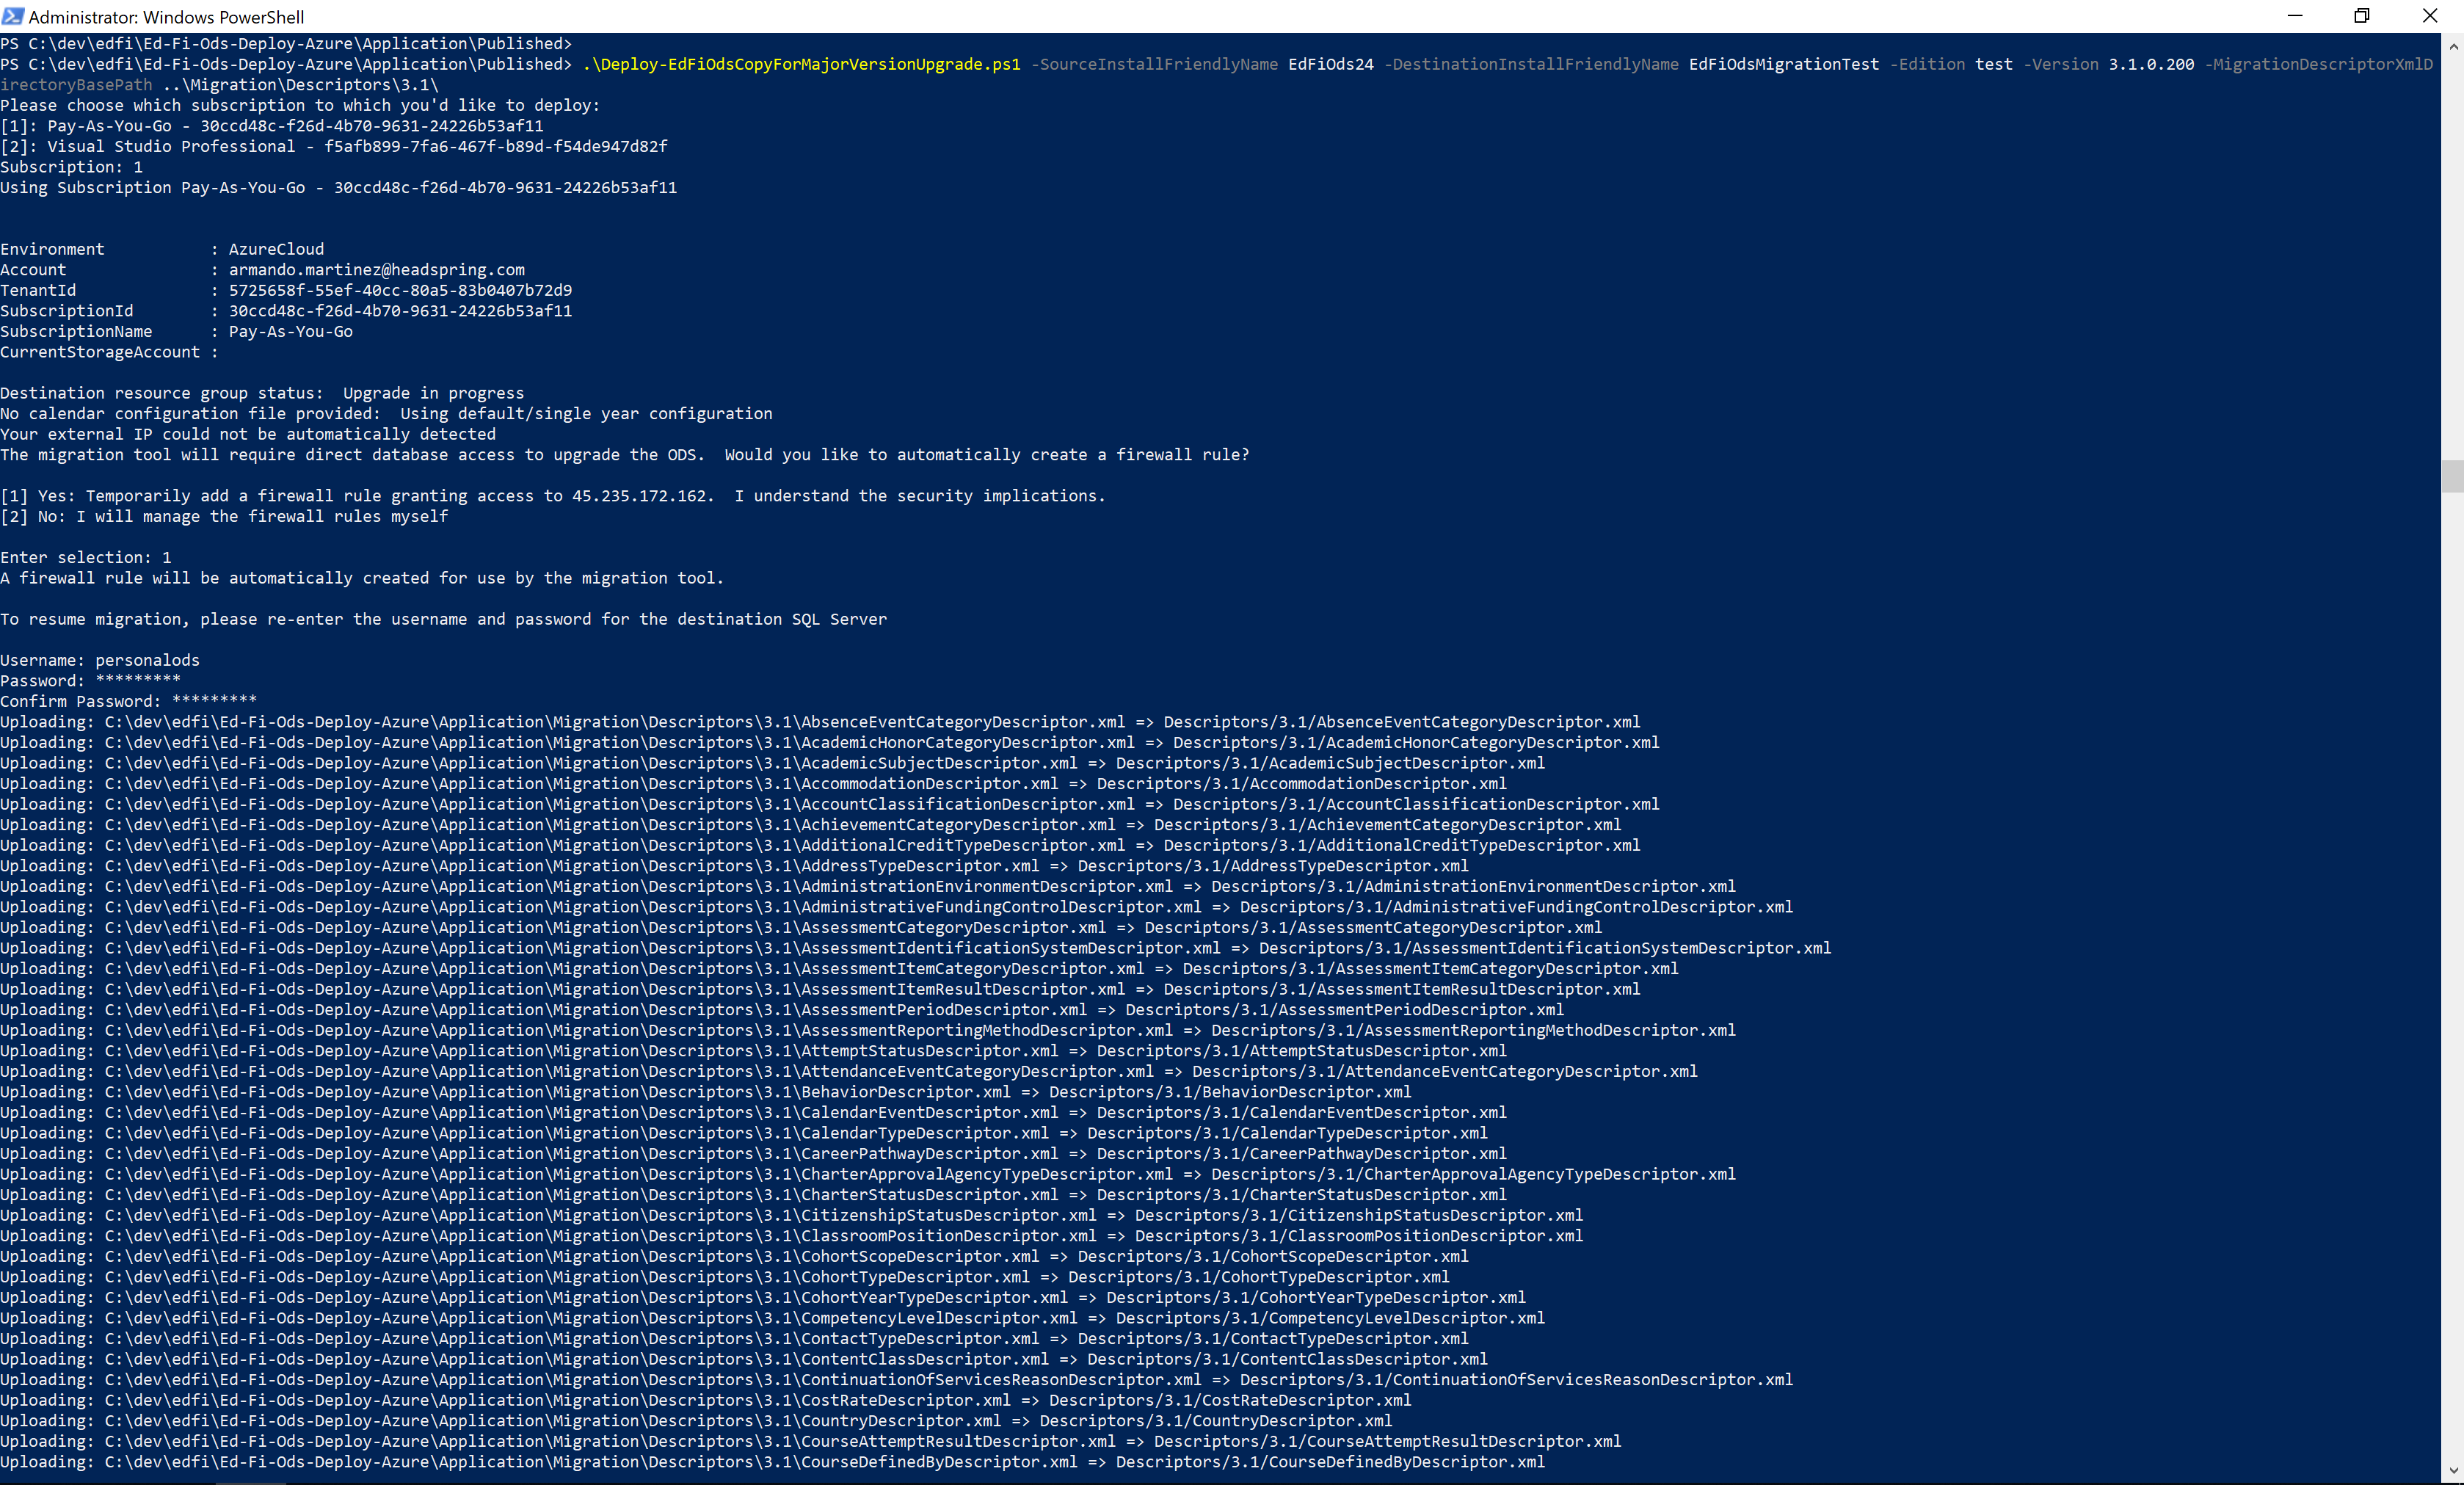 Administrator: Windows PowerShell
PS C:\dev\edfi\Ed-Fi-Ods-Deploy-Azure\Application\Published>
PS C:\dev\edfi\Ed-Fi-Ods-Deploy-Azure\Application\Published> .\Deploy-EdFiOdsCopyForMajorVersionUpgrade.ps1 -SourceInstallFriendlyName EdFiOds24 -DestinationInstallFriendlyName EdFiOdsMigrationTest -Edition test -Version 3.1.0.200 -MigrationDescriptorXmlD
irectoryBasePath ..\Migration\Descriptors\3.1\
Please choose which subscription to which you'd like to deploy:
[1]: Pay-As-You-Go - 30ccd48c-f26d-4b70-9631-24226b53af11
[2]: Visual Studio Professional - f5afb899-7fa6-467f-b89d-f54de947d82f
Subscription: 1
Using Subscription Pay-As-You-Go - 30ccd48c-f26d-4b70-9631-24226b53af11
Environment           : AzureCloud
Account               : armando.martinez@headspring.com
TenantId              : 5725658f-55ef-40cc-80a5-83b0407b72d9
SubscriptionId        : 30ccd48c-f26d-4b70-9631-24226b53af11
SubscriptionName      : Pay-As-You-Go
CurrentStorageAccount :
Destination resource group status:  Upgrade in progress
No calendar configuration file provided:  Using default/single year configuration
Your external IP could not be automatically detected
The migration tool will require direct database access to upgrade the ODS.  Would you like to automatically create a firewall rule?
[1] Yes: Temporarily add a firewall rule granting access to 45.235.172.162.  I understand the security implications.
[2] No: I will manage the firewall rules myself
Enter selection: 1
A firewall rule will be automatically created for use by the migration tool.
To resume migration, please re-enter the username and password for the destination SQL Server
Username: personalods
Password: *********
Confirm Password: *********
Uploading: C:\dev\edfi\Ed-Fi-Ods-Deploy-Azure\Application\Migration\Descriptors\3.1\AbsenceEventCategoryDescriptor.xml => Descriptors/3.1/AbsenceEventCategoryDescriptor.xml
Uploading: C:\dev\edfi\Ed-Fi-Ods-Deploy-Azure\Application\Migration\Descriptors\3.1\AcademicHonorCategoryDescriptor.xml => Descriptors/3.1/AcademicHonorCategoryDescriptor.xml
Uploading: C:\dev\edfi\Ed-Fi-Ods-Deploy-Azure\Application\Migration\Descriptors\3.1\AcademicSubjectDescriptor.xml => Descriptors/3.1/AcademicSubjectDescriptor.xml
Uploading: C:\dev\edfi\Ed-Fi-Ods-Deploy-Azure\Application\Migration\Descriptors\3.1\AccommodationDescriptor.xml => Descriptors/3.1/AccommodationDescriptor.xml
Uploading: C:\dev\edfi\Ed-Fi-Ods-Deploy-Azure\Application\Migration\Descriptors\3.1\AccountClassificationDescriptor.xml => Descriptors/3.1/AccountClassificationDescriptor.xml
Uploading: C:\dev\edfi\Ed-Fi-Ods-Deploy-Azure\Application\Migration\Descriptors\3.1\AchievementCategoryDescriptor.xml => Descriptors/3.1/AchievementCategoryDescriptor.xml
Uploading: C:\dev\edfi\Ed-Fi-Ods-Deploy-Azure\Application\Migration\Descriptors\3.1\AdditionalCreditTypeDescriptor.xml => Descriptors/3.1/AdditionalCreditTypeDescriptor.xml
Uploading: C:\dev\edfi\Ed-Fi-Ods-Deploy-Azure\Application\Migration\Descriptors\3.1\AddressTypeDescriptor.xml => Descriptors/3.1/AddressTypeDescriptor.xml
Uploading: C:\dev\edfi\Ed-Fi-Ods-Deploy-Azure\Application\Migration\Descriptors\3.1\AdministrationEnvironmentDescriptor.xml => Descriptors/3.1/AdministrationEnvironmentDescriptor.xml
Uploading: C:\dev\edfi\Ed-Fi-Ods-Deploy-Azure\Application\Migration\Descriptors\3.1\AdministrativeFundingControlDescriptor.xml => Descriptors/3.1/AdministrativeFundingControlDescriptor.xml
Uploading: C:\dev\edfi\Ed-Fi-Ods-Deploy-Azure\Application\Migration\Descriptors\3.1\AssessmentCategoryDescriptor.xml => Descriptors/3.1/AssessmentCategoryDescriptor.xml
Uploading: C:\dev\edfi\Ed-Fi-Ods-Deploy-Azure\Application\Migration\Descriptors\3.1\AssessmentIdentificationSystemDescriptor.xml => Descriptors/3.1/AssessmentIdentificationSystemDescriptor.xml
Uploading: C:\dev\edfi\Ed-Fi-Ods-Deploy-Azure\Application\Migration\Descriptors\3.1\AssessmentItemCategoryDescriptor.xml => Descriptors/3.1/AssessmentItemCategoryDescriptor.xml
Uploading: C:\dev\edfi\Ed-Fi-Ods-Deploy-Azure\Application\Migration\Descriptors\3.1\AssessmentItemResultDescriptor.xml => Descriptors/3.1/AssessmentItemResultDescriptor.xml
Uploading: C:\dev\edfi\Ed-Fi-Ods-Deploy-Azure\Application\Migration\Descriptors\3.1\AssessmentPeriodDescriptor.xml => Descriptors/3.1/AssessmentPeriodDescriptor.xml
Uploading: C:\dev\edfi\Ed-Fi-Ods-Deploy-Azure\Application\Migration\Descriptors\3.1\AssessmentReportingMethodDescriptor.xml => Descriptors/3.1/AssessmentReportingMethodDescriptor.xml
Uploading: C:\dev\edfi\Ed-Fi-Ods-Deploy-Azure\Application\Migration\Descriptors\3.1\AttemptStatusDescriptor.xml => Descriptors/3.1/AttemptStatusDescriptor.xml
Uploading: C:\dev\edfi\Ed-Fi-Ods-Deploy-Azure\Application\Migration\Descriptors\3.1\AttendanceEventCategoryDescriptor.xml => Descriptors/3.1/AttendanceEventCategoryDescriptor.xml
Uploading: C:\dev\edfi\Ed-Fi-Ods-Deploy-Azure\Application\Migration\Descriptors\3.1\BehaviorDescriptor.xml => Descriptors/3.1/BehaviorDescriptor.xml
Uploading: C:\dev\edfi\Ed-Fi-Ods-Deploy-Azure\Application\Migration\Descriptors\3.1\CalendarEventDescriptor.xml => Descriptors/3.1/CalendarEventDescriptor.xml
Uploading: C:\dev\edfi\Ed-Fi-Ods-Deploy-Azure\Application\Migration\Descriptors\3.1\CalendarTypeDescriptor.xml => Descriptors/3.1/CalendarTypeDescriptor.xml
Uploading: C:\dev\edfi\Ed-Fi-Ods-Deploy-Azure\Application\Migration\Descriptors\3.1\CareerPathwayDescriptor.xml => Descriptors/3.1/CareerPathwayDescriptor.xml
Uploading: C:\dev\edfi\Ed-Fi-Ods-Deploy-Azure\Application\Migration\Descriptors\3.1\CharterApprovalAgencyTypeDescriptor.xml => Descriptors/3.1/CharterApprovalAgencyTypeDescriptor.xml
Uploading: C:\dev\edfi\Ed-Fi-Ods-Deploy-Azure\Application\Migration\Descriptors\3.1\CharterStatusDescriptor.xml => Descriptors/3.1/CharterStatusDescriptor.xml
Uploading: C:\dev\edfi\Ed-Fi-Ods-Deploy-Azure\Application\Migration\Descriptors\3.1\CitizenshipStatusDescriptor.xml => Descriptors/3.1/CitizenshipStatusDescriptor.xml
Uploading: C:\dev\edfi\Ed-Fi-Ods-Deploy-Azure\Application\Migration\Descriptors\3.1\ClassroomPositionDescriptor.xml => Descriptors/3.1/ClassroomPositionDescriptor.xml
Uploading: C:\dev\edfi\Ed-Fi-Ods-Deploy-Azure\Application\Migration\Descriptors\3.1\CohortScopeDescriptor.xml => Descriptors/3.1/CohortScopeDescriptor.xml
Uploading: C:\dev\edfi\Ed-Fi-Ods-Deploy-Azure\Application\Migration\Descriptors\3.1\CohortTypeDescriptor.xml => Descriptors/3.1/CohortTypeDescriptor.xml
Uploading: C:\dev\edfi\Ed-Fi-Ods-Deploy-Azure\Application\Migration\Descriptors\3.1\CohortYearTypeDescriptor.xml => Descriptors/3.1/CohortYearTypeDescriptor.xml
Uploading: C:\dev\edfi\Ed-Fi-Ods-Deploy-Azure\Application\Migration\Descriptors\3.1\CompetencyLevelDescriptor.xml => Descriptors/3.1/CompetencyLevelDescriptor.xml
Uploading: C:\dev\edfi\Ed-Fi-Ods-Deploy-Azure\Application\Migration\Descriptors\3.1\ContactTypeDescriptor.xml => Descriptors/3.1/ContactTypeDescriptor.xml
Uploading: C:\dev\edfi\Ed-Fi-Ods-Deploy-Azure\Application\Migration\Descriptors\3.1\ContentClassDescriptor.xml => Descriptors/3.1/ContentClassDescriptor.xml
Uploading: C:\dev\edfi\Ed-Fi-Ods-Deploy-Azure\Application\Migration\Descriptors\3.1\ContinuationOfServicesReasonDescriptor.xml => Descriptors/3.1/ContinuationOfServicesReasonDescriptor.xml
Uploading: C:\dev\edfi\Ed-Fi-Ods-Deploy-Azure\Application\Migration\Descriptors\3.1\CostRateDescriptor.xml => Descriptors/3.1/CostRateDescriptor.xml
Uploading: C:\dev\edfi\Ed-Fi-Ods-Deploy-Azure\Application\Migration\Descriptors\3.1\CountryDescriptor.xml => Descriptors/3.1/CountryDescriptor.xml
Uploading: C:\dev\edfi\Ed-Fi-Ods-Deploy-Azure\Application\Migration\Descriptors\3.1\CourseAttemptResultDescriptor.xml => Descriptors/3.1/CourseAttemptResultDescriptor.xml
Uploading: C:\dev\edfi\Ed-Fi-Ods-Deploy-Azure\Application\Migration\Descriptors\3.1\CourseDefinedByDescriptor.xml => Descriptors/3.1/CourseDefinedByDescriptor.xml